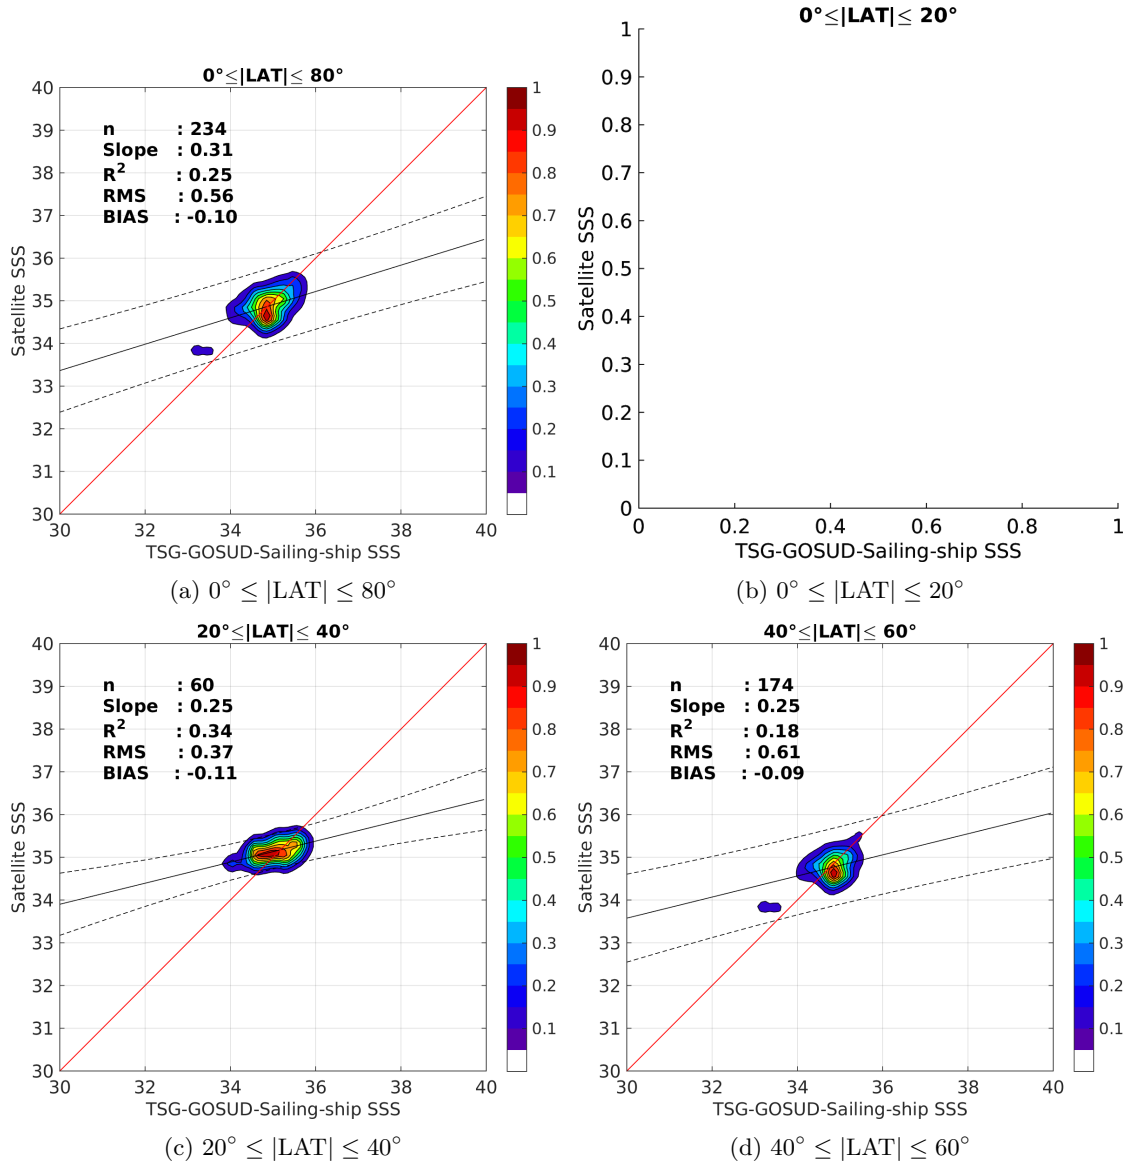 0°≤|LAT|≤ 80°
40
39
38
37
36
35
34
33
32
31
30
30 32 34 36 38 40
Satellite SSS
TSG-GOSUD-Sailing-ship SSS
n : 234
Slope : 0.31
R² : 0.25
RMS : 0.56
BIAS : -0.10
1
0.9
0.8
0.7
0.6
0.5
0.4
0.3
0.2
0.1
(a) 0° ≤ |LAT| ≤ 80°
0°≤|LAT|≤ 20°
1
0.9
0.8
0.7
0.6
0.5
0.4
0.3
0.2
0.1
0
0 0.2 0.4 0.6 0.8 1
Satellite SSS
TSG-GOSUD-Sailing-ship SSS
(b) 0° ≤ |LAT| ≤ 20°
20°≤|LAT|≤ 40°
40
39
38
37
36
35
34
33
32
31
30
30 32 34 36 38 40
Satellite SSS
TSG-GOSUD-Sailing-ship SSS
n : 60
Slope : 0.25
R² : 0.34
RMS : 0.37
BIAS : -0.11
1
0.9
0.8
0.7
0.6
0.5
0.4
0.3
0.2
0.1
(c) 20° ≤ |LAT| ≤ 40°
40°≤|LAT|≤ 60°
40
39
38
37
36
35
34
33
32
31
30
30 32 34 36 38 40
Satellite SSS
TSG-GOSUD-Sailing-ship SSS
n : 174
Slope : 0.25
R² : 0.18
RMS : 0.61
BIAS : -0.09
1
0.9
0.8
0.7
0.6
0.5
0.4
0.3
0.2
0.1
(d) 40° ≤ |LAT| ≤ 60°